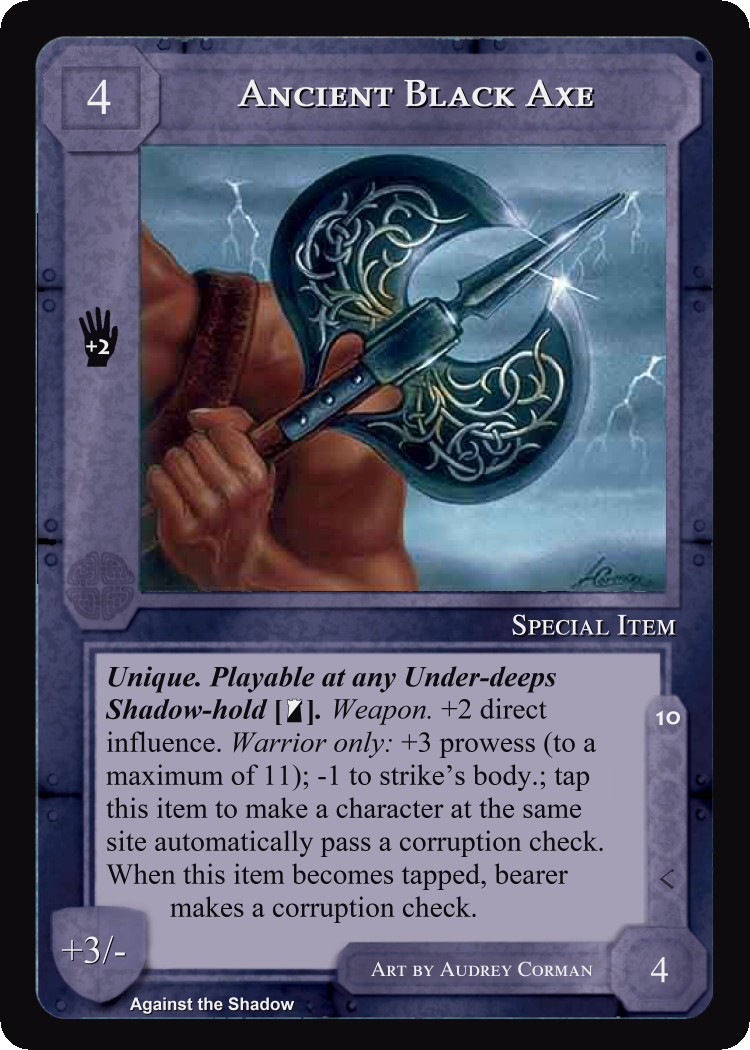 4
Ancient Black Axe
+2
Special Item
Unique. Playable at any Under-deeps
Shadow-hold [ ]. Weapon. +2 direct
influence. Warrior only: +3 prowess (to a
maximum of 11); -1 to strike’s body.; tap
this item to make a character at the same
site automatically pass a corruption check.
When this item becomes tapped, bearer
makes a corruption check.
10
<
+3/-
Art by Audrey Corman
4
Against the Shadow